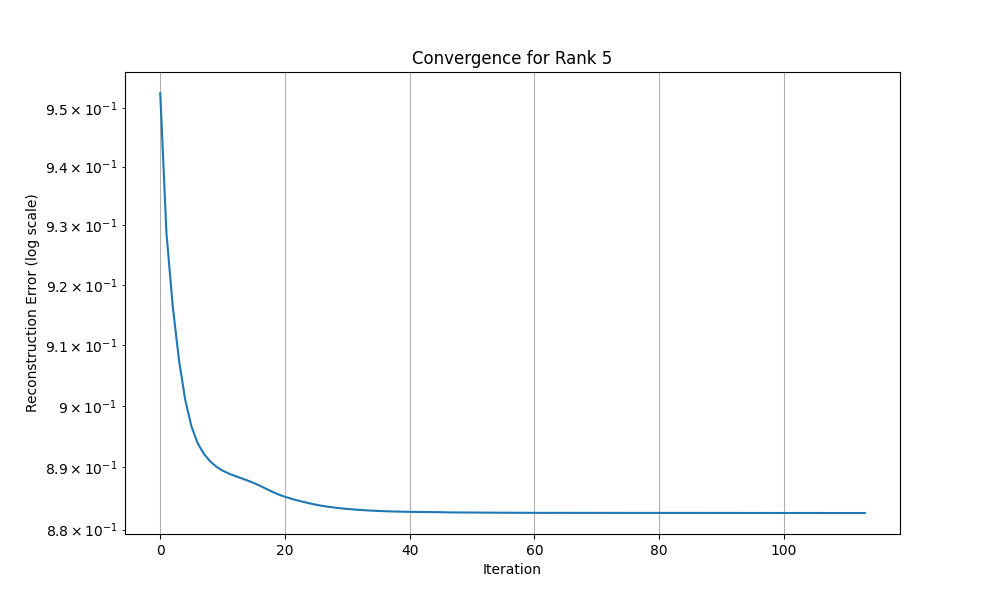 Convergence for Rank 5
Reconstruction Error (log scale)
9.5 × 10⁻¹
9.4 × 10⁻¹
9.3 × 10⁻¹
9.2 × 10⁻¹
9.1 × 10⁻¹
9 × 10⁻¹
8.9 × 10⁻¹
8.8 × 10⁻¹
0 20 40 60 80 100
Iteration